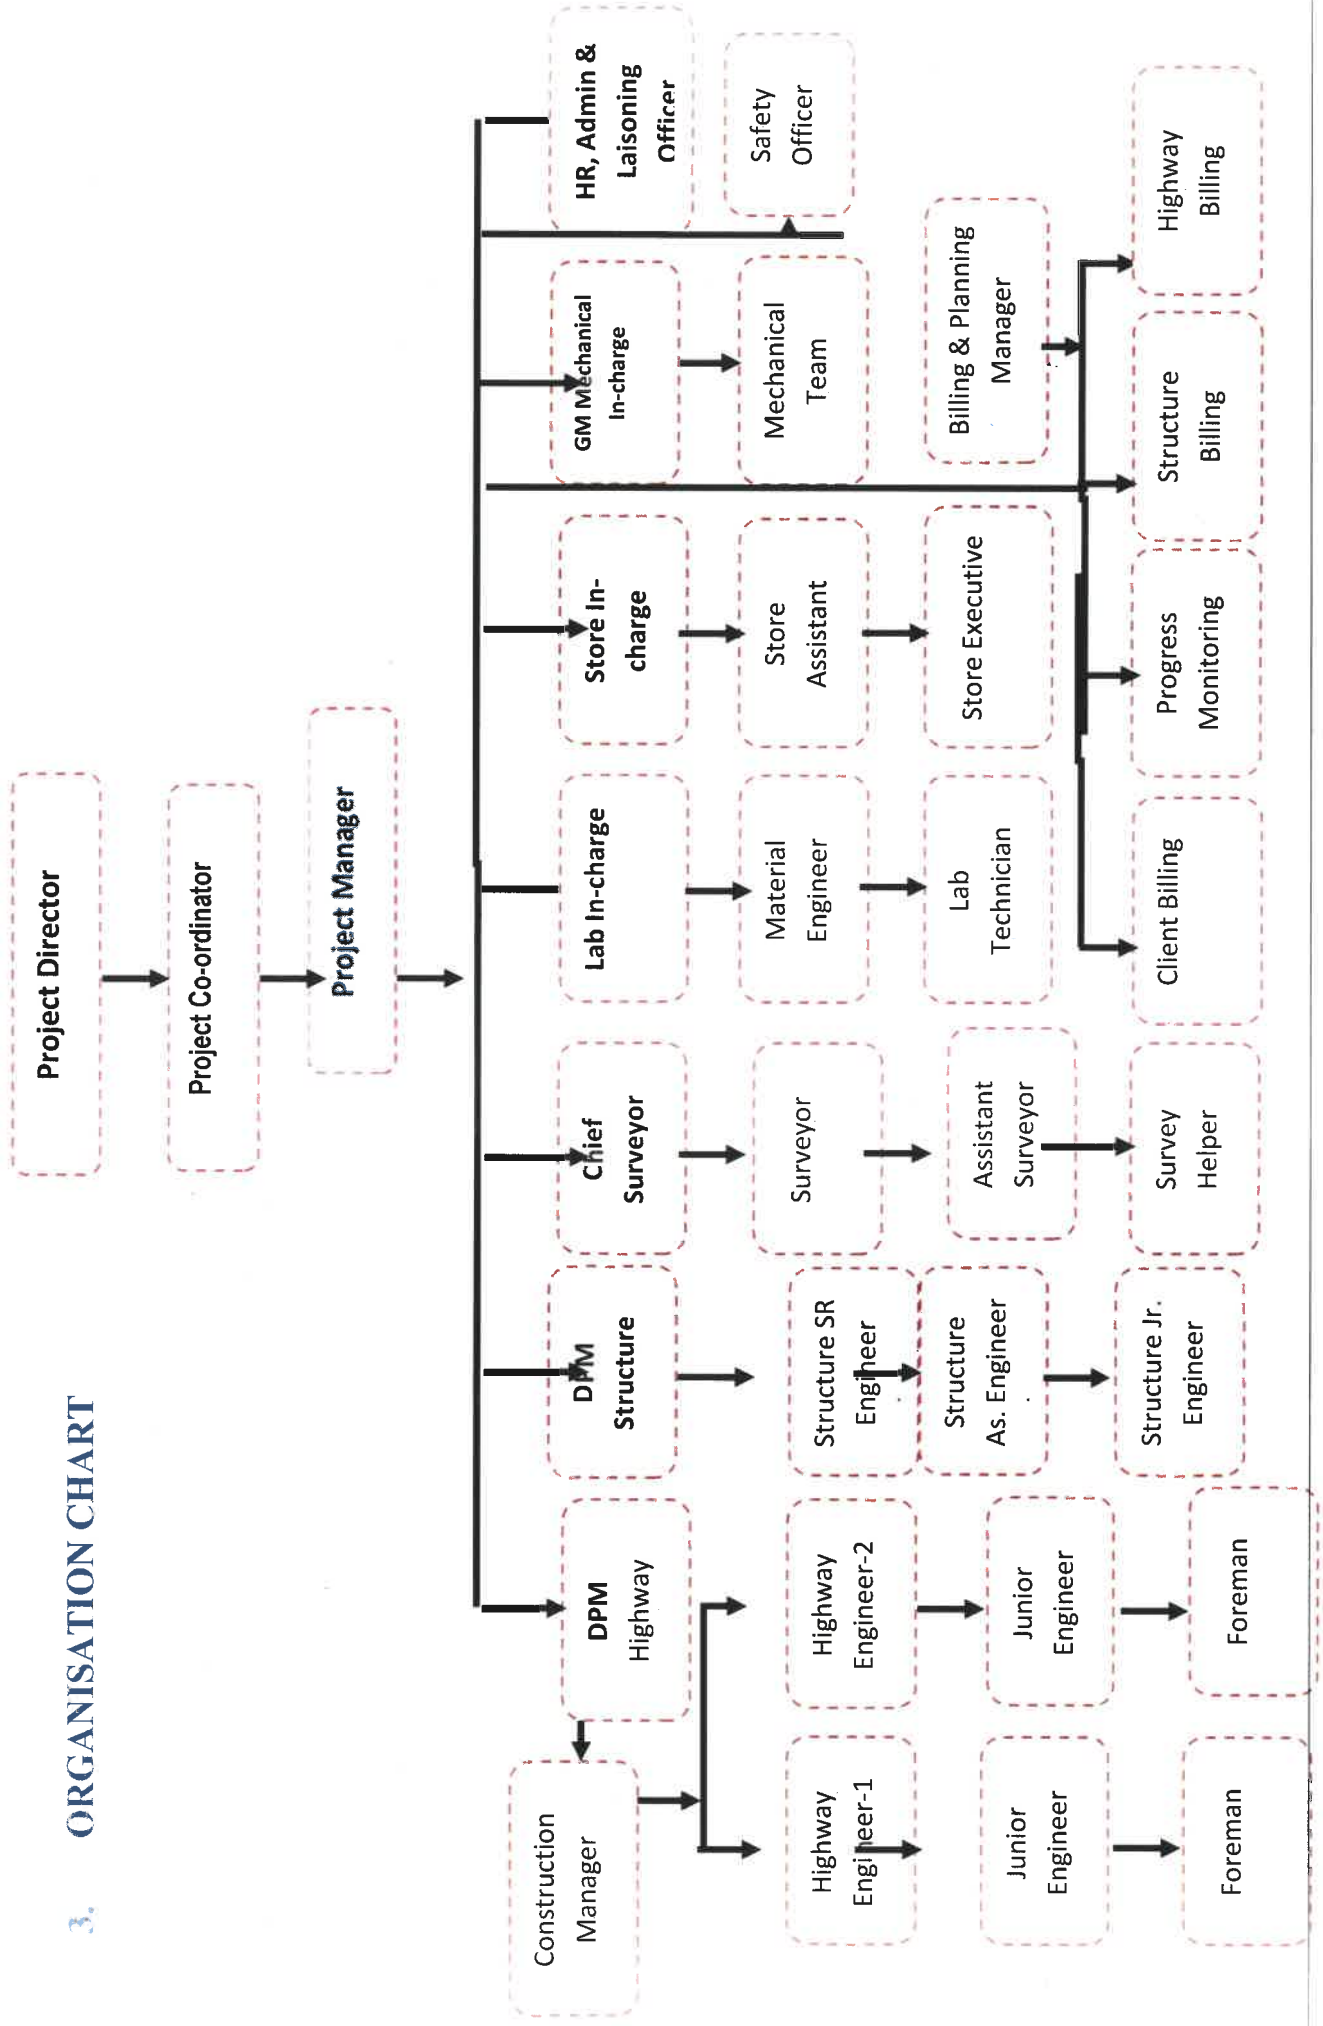 3. ORGANISATION CHART
Project Director
Project Co-ordinator
Project Manager
Construction
Manager
DPM
Highway
DPM
Structure
Chief
Surveyor
Lab In-charge
Store In-
charge
GM Mechanical
In-charge
HR, Admin &
Laisoning
Officer
Highway
Engineer-1
Highway
Engineer-2
Structure SR
Engineer
Surveyor
Material
Engineer
Store
Assistant
Mechanical
Team
Safety
Officer
Junior
Engineer
Junior
Engineer
Structure
As. Engineer
Assistant
Surveyor
Lab
Technician
Store Executive
Billing & Planning
Manager
Foreman
Foreman
Structure Jr.
Engineer
Survey
Helper
Client Billing
Progress
Monitoring
Structure
Billing
Highway
Billing